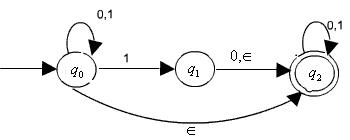 0,1
0,1
q₀
1
q₁
0,∈
q₂
∈